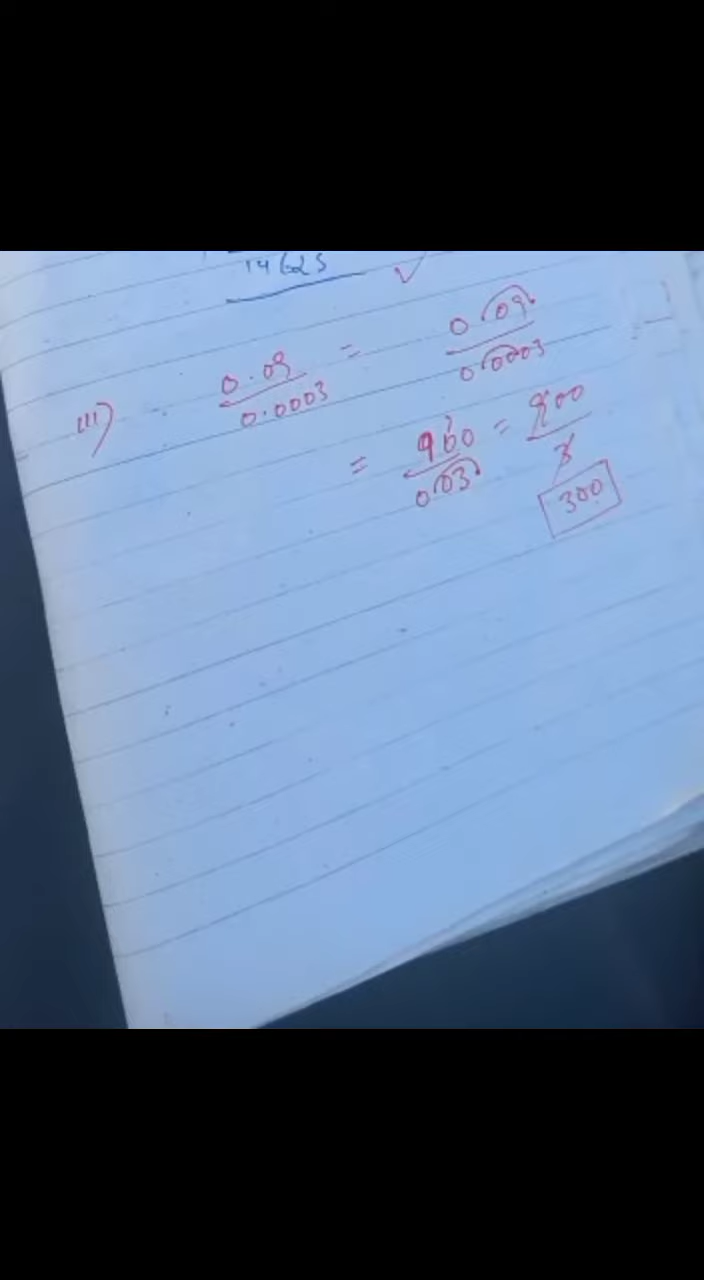 14625 ✓
III) 0.09/0.0003 = 0.09/0.0003
= 900/0.03 = 900/3
300